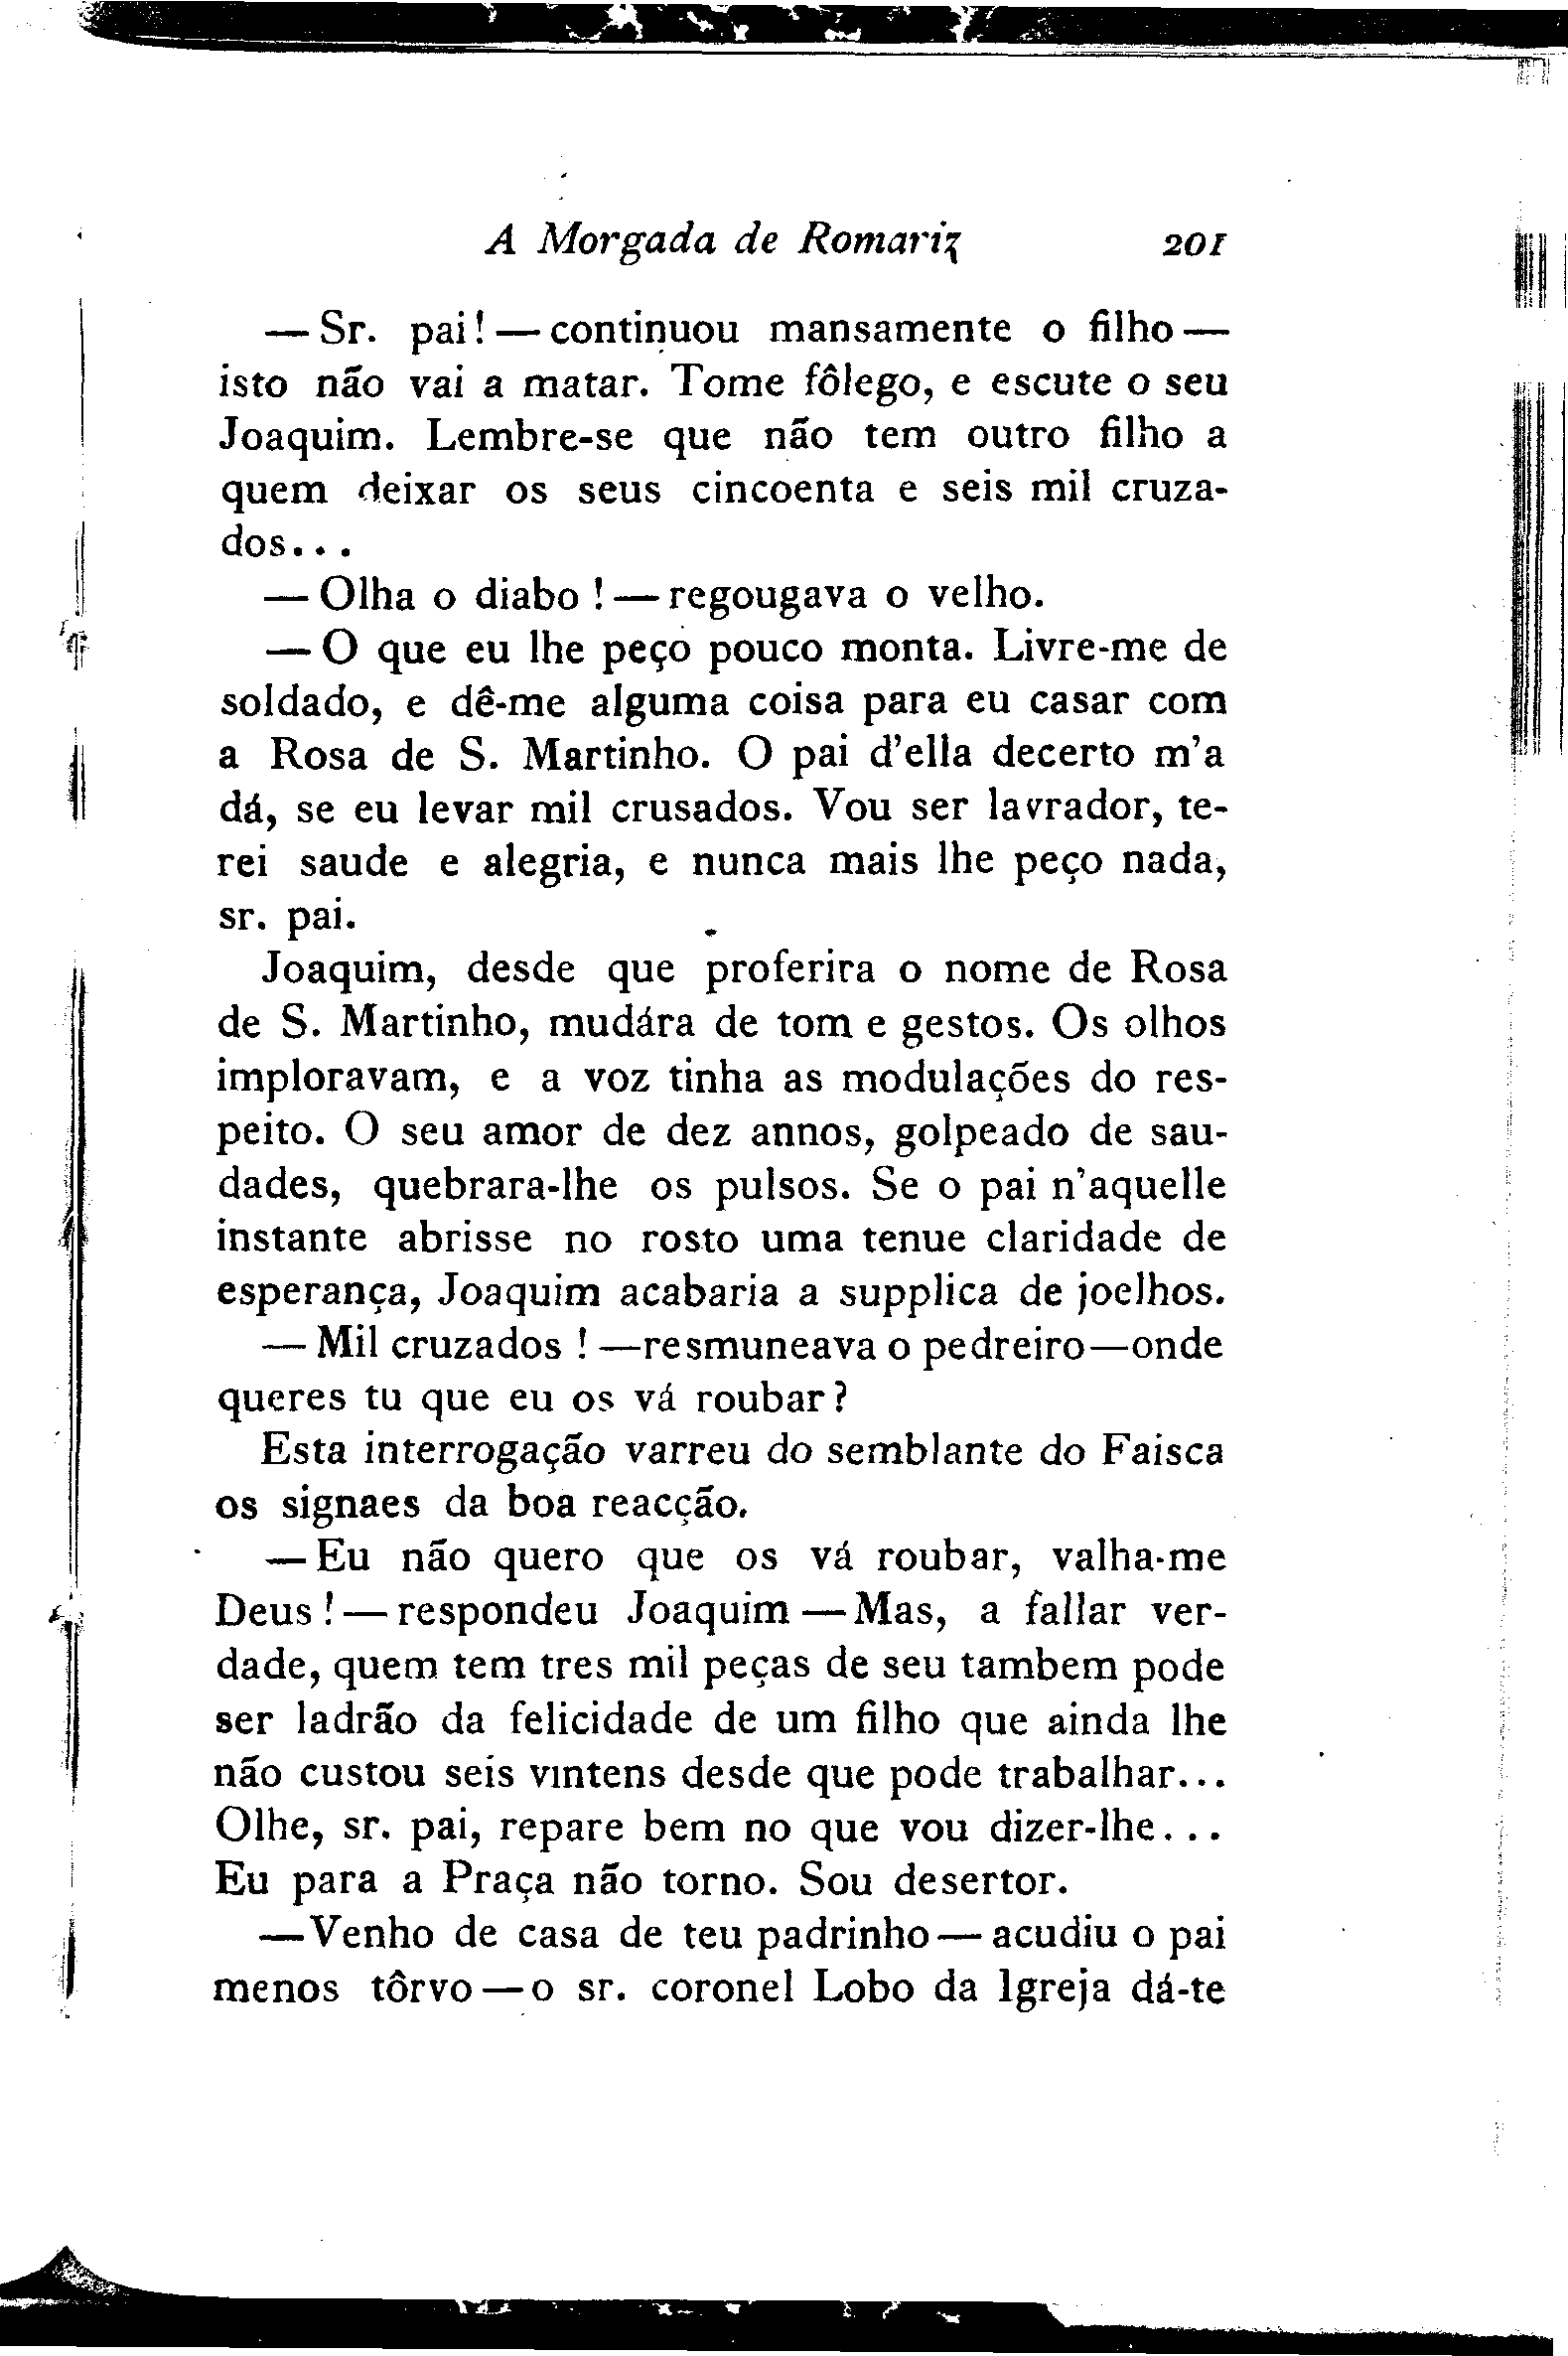 A Morgada de Romariz 201
— Sr. pai! — continuou mansamente o filho —
isto não vai a matar. Tome fôlego, e escute o seu
Joaquim. Lembre-se que não tem outro filho a
quem deixar os seus cincoenta e seis mil cruza-
dos...
— Olha o diabo ! — regougava o velho.
— O que eu lhe peço pouco monta. Livre-me de
soldado, e dê-me alguma coisa para eu casar com
a Rosa de S. Martinho. O pai d'ella decerto m'a
dá, se eu levar mil crusados. Vou ser lavrador, te-
rei saude e alegria, e nunca mais lhe peço nada,
sr. pai.
Joaquim, desde que proferira o nome de Rosa
de S. Martinho, mudára de tom e gestos. Os olhos
imploravam, e a voz tinha as modulações do res-
peito. O seu amor de dez annos, golpeado de sau-
dades, quebrara-lhe os pulsos. Se o pai n'aquelle
instante abrisse no rosto uma tenue claridade de
esperança, Joaquim acabaria a supplica de joelhos.
— Mil cruzados ! — resmuneava o pedreiro — onde
queres tu que eu os vá roubar?
Esta interrogação varreu do semblante do Faisca
os signaes da boa reacção.
— Eu não quero que os vá roubar, valha-me
Deus ! — respondeu Joaquim — Mas, a fallar ver-
dade, quem tem tres mil peças de seu tambem pode
ser ladrão da felicidade de um filho que ainda lhe
não custou seis vintens desde que pode trabalhar...
Olhe, sr. pai, repare bem no que vou dizer-lhe...
Eu para a Praça não torno. Sou desertor.
— Venho de casa de teu padrinho — acudiu o pai
menos tôrvo — o sr. coronel Lobo da Igreja dá-te